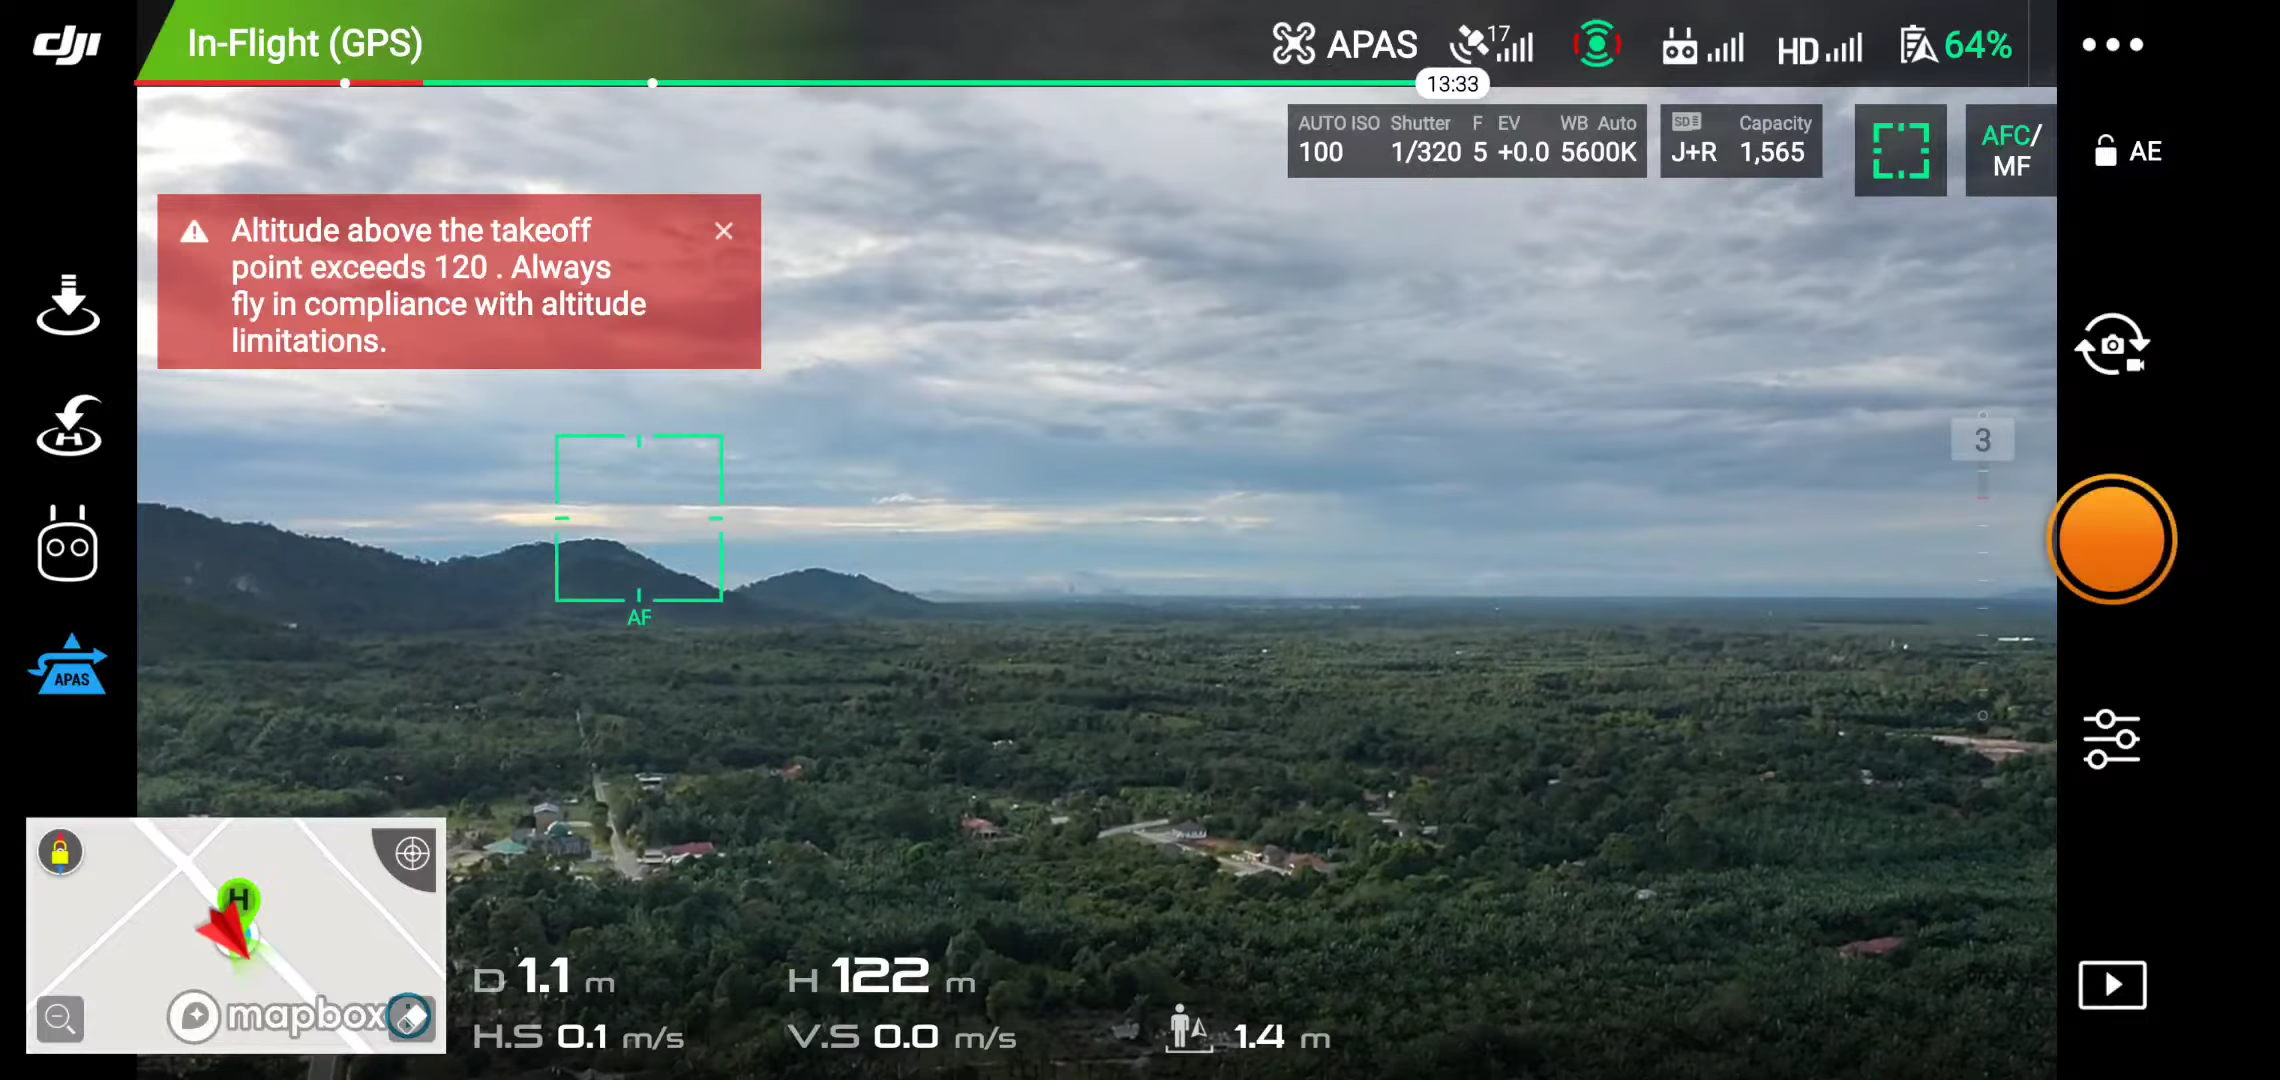 dji
In-Flight (GPS)
APAS
17
HD
64%
13:33
AUTO ISO Shutter F EV WB Auto
100 1/320 5 +0.0 5600K
SD Capacity
J+R 1,565
AFC/
MF
AE
Altitude above the takeoff
point exceeds 120 . Always
fly in compliance with altitude
limitations.
H
3
AF
APAS
H
mapbox
D 1.1 m H 122 m
H.S 0.1 m/s V.S 0.0 m/s 1.4 m